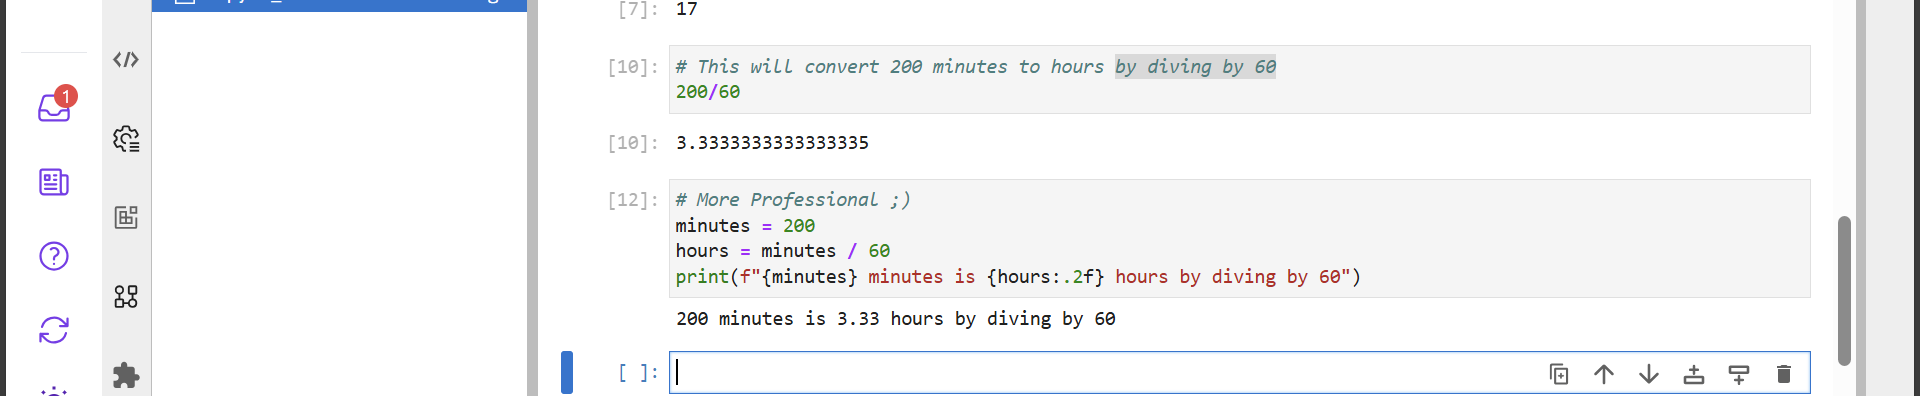 [7]: 17
1
[10]: # This will convert 200 minutes to hours by diving by 60
200/60
[10]: 3.3333333333333335
[12]: # More Professional ;)
minutes = 200
hours = minutes / 60
print(f"{minutes} minutes is {hours:.2f} hours by diving by 60")
200 minutes is 3.33 hours by diving by 60
[ ]: